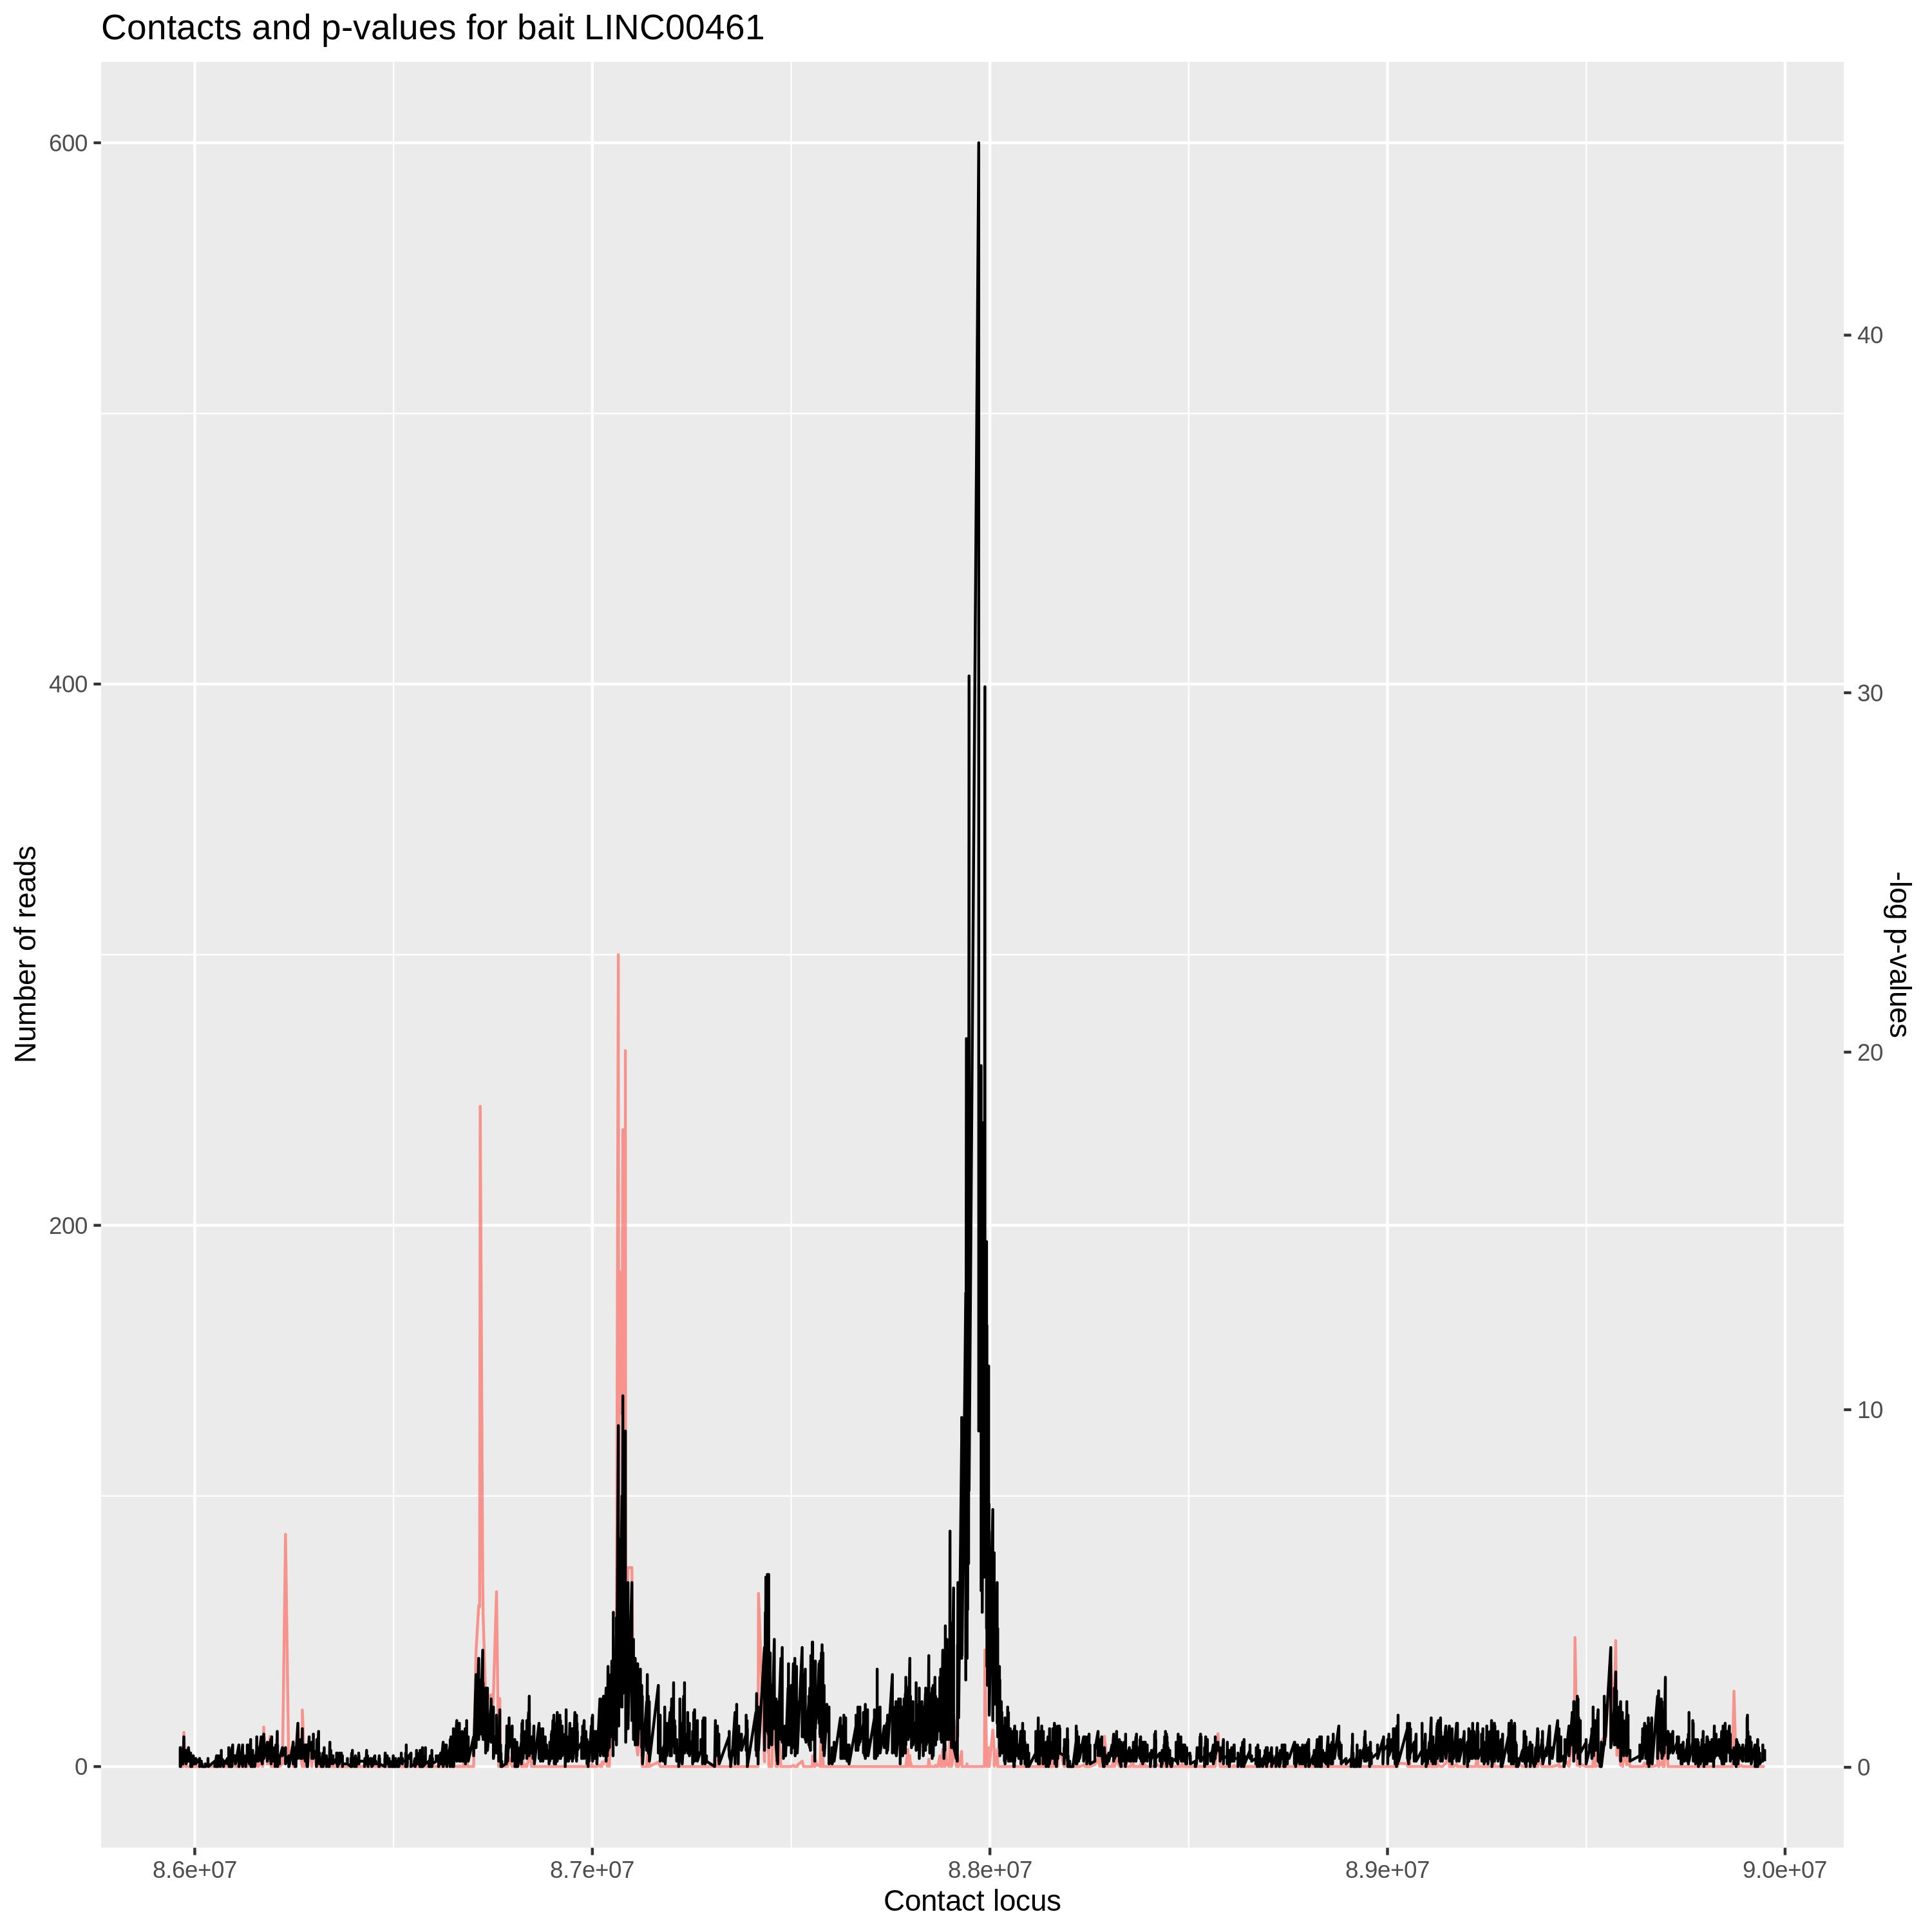 Contacts and p-values for bait LINC00461
600
400
200
0
Number of reads
40
30
20
10
0
-log p-values
8.6e+07
8.7e+07
8.8e+07
8.9e+07
9.0e+07
Contact locus